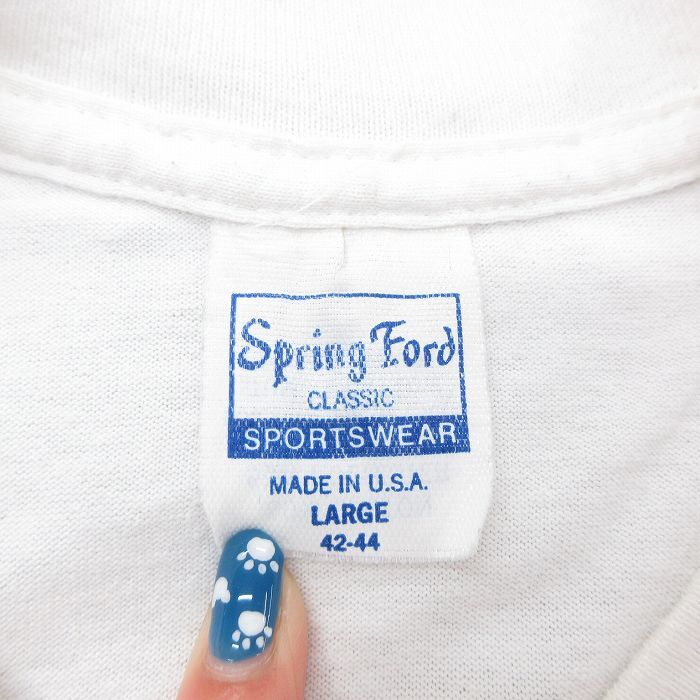 Spring Ford
CLASSIC
SPORTSWEAR
MADE IN U.S.A.
LARGE
42-44